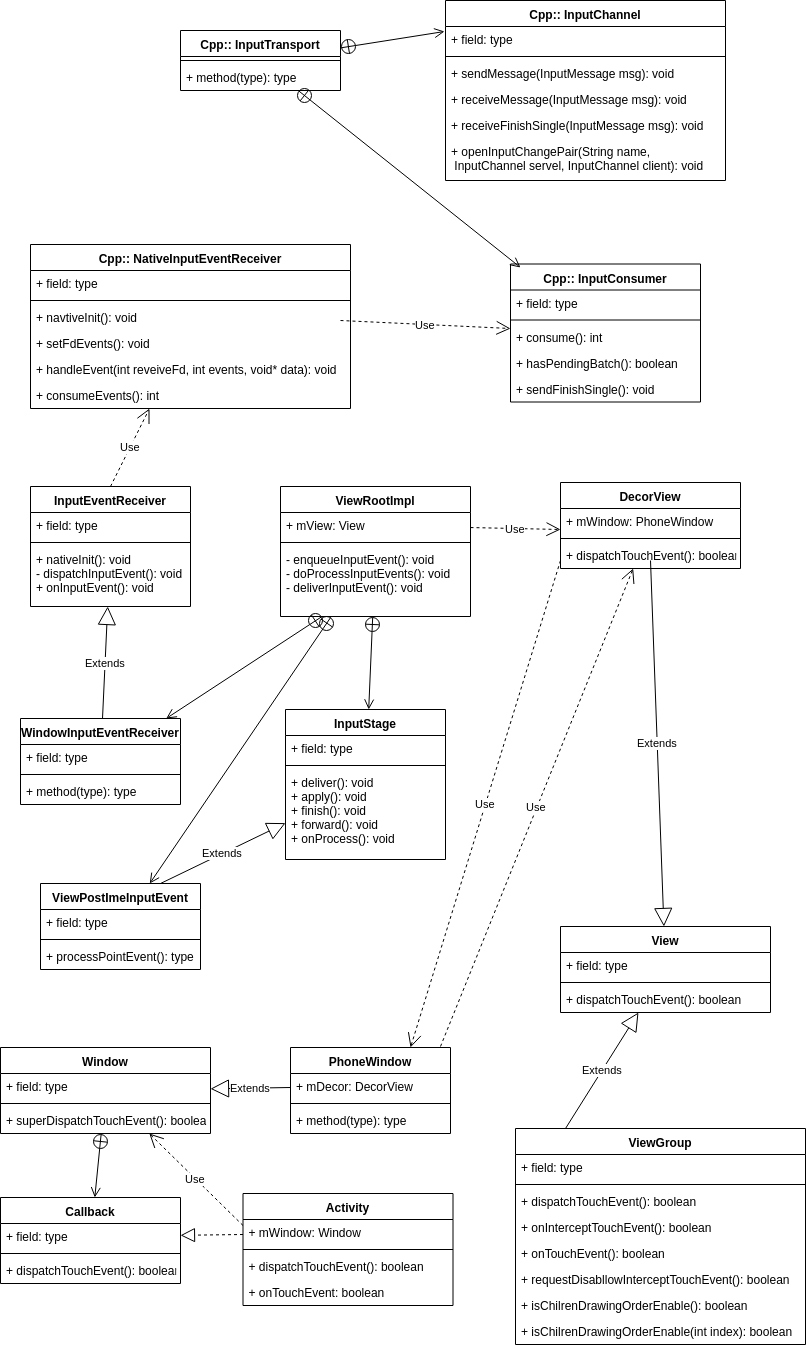 Cpp:: InputTransport
+ method(type): type
Cpp:: InputChannel
+ field: type
+ sendMessage(InputMessage msg): void
+ receiveMessage(InputMessage msg): void
+ receiveFinishSingle(InputMessage msg): void
+ openInputChangePair(String name,
InputChannel servel, InputChannel client): void
Cpp:: NativeInputEventReceiver
+ field: type
+ navtiveInit(): void
+ setFdEvents(): void
+ handleEvent(int reveiveFd, int events, void* data): void
+ consumeEvents(): int
Use
Cpp:: InputConsumer
+ field: type
+ consume(): int
+ hasPendingBatch(): boolean
+ sendFinishSingle(): void
Use
InputEventReceiver
+ field: type
+ nativeInit(): void
- dispatchInputEvent(): void
+ onInputEvent(): void
ViewRootImpl
+ mView: View
- enqueueInputEvent(): void
- doProcessInputEvents(): void
- deliverInputEvent(): void
Use
DecorView
+ mWindow: PhoneWindow
+ dispatchTouchEvent(): boolean
Extends
WindowInputEventReceiver
+ field: type
+ method(type): type
InputStage
+ field: type
+ deliver(): void
+ apply(): void
+ finish(): void
+ forward(): void
+ onProcess(): void
Extends
Use
Use
Extends
ViewPostImeInputEvent
+ field: type
+ processPointEvent(): type
View
+ field: type
+ dispatchTouchEvent(): boolean
Window
+ field: type
+ superDispatchTouchEvent(): boolea
Extends
PhoneWindow
+ mDecor: DecorView
+ method(type): type
Extends
Use
Callback
+ field: type
+ dispatchTouchEvent(): boolean
Activity
+ mWindow: Window
+ dispatchTouchEvent(): boolean
+ onTouchEvent: boolean
ViewGroup
+ field: type
+ dispatchTouchEvent(): boolean
+ onInterceptTouchEvent(): boolean
+ onTouchEvent(): boolean
+ requestDisabllowInterceptTouchEvent(): boolean
+ isChilrenDrawingOrderEnable(): boolean
+ isChilrenDrawingOrderEnable(int index): boolean